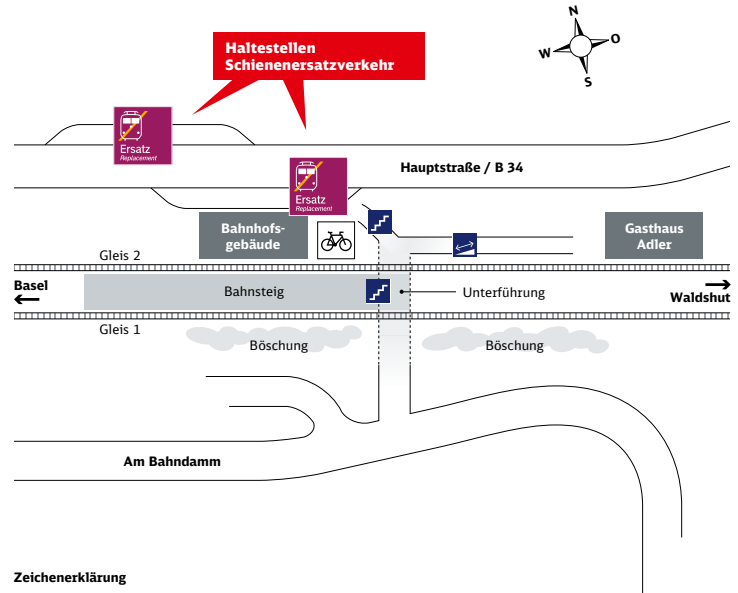 N
W
O
S
Haltestellen
Schienenersatzverkehr
Ersatz
Replacement
Hauptstraße / B 34
Ersatz
Replacement
Bahnhofs-
gebäude
Gasthaus
Adler
Gleis 2
Basel
Bahnsteig
Unterführung
Waldshut
Gleis 1
Böschung
Böschung
Am Bahndamm
Zeichenerklärung